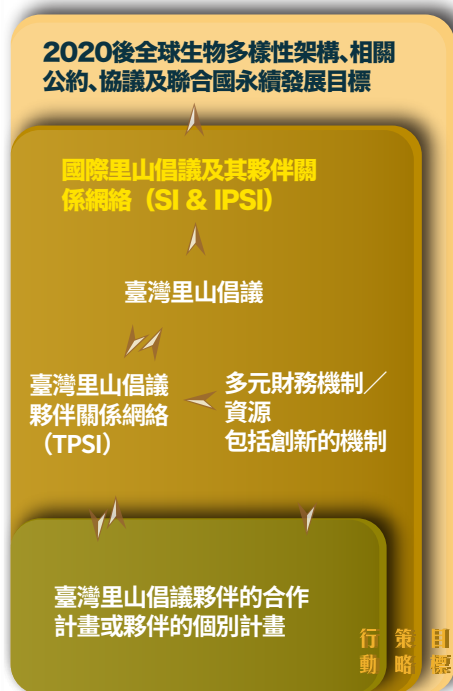 2020後全球生物多樣性架構、相關
公約、協議及聯合國永續發展目標
國際里山倡議及其夥伴關
係網絡（SI & IPSI）
臺灣里山倡議
臺灣里山倡議
夥伴關係網絡
（TPSI）
多元財務機制／
資源
包括創新的機制
臺灣里山倡議夥伴的合作
計畫或夥伴的個別計畫
行動
策略
目標